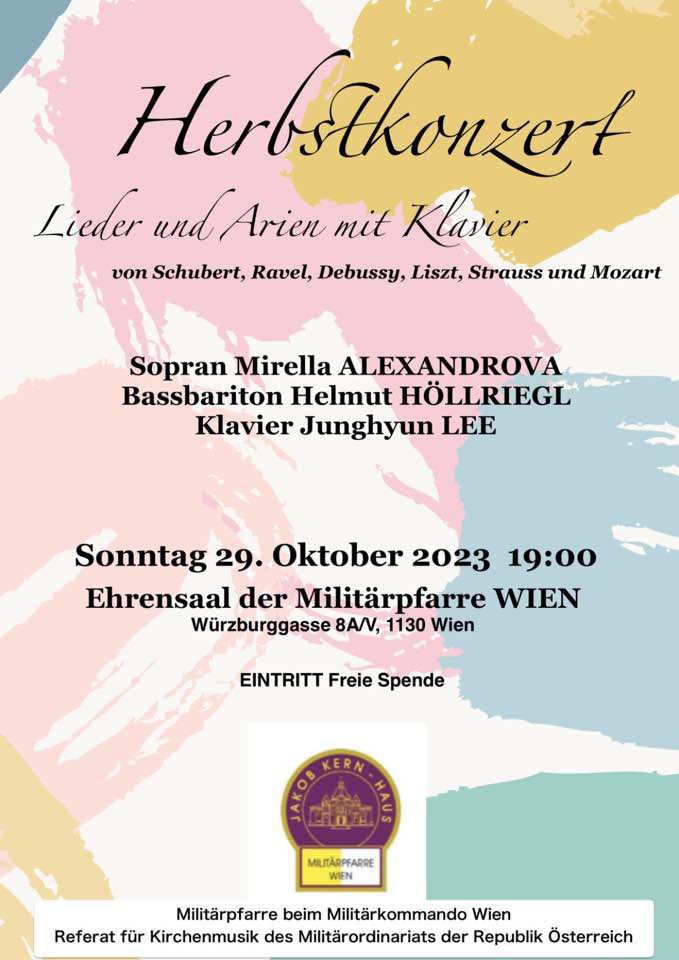 Herbstkonzert
Lieder und Arien mit Klavier
von Schubert, Ravel, Debussy, Liszt, Strauss und Mozart
Sopran Mirella ALEXANDROVA
Bassbariton Helmut HÖLLRIEGL
Klavier Junghyun LEE
Sonntag 29. Oktober 2023 19:00
Ehrensaal der Militärpfarre WIEN
Würzburggasse 8A/V, 1130 Wien
EINTRITT Freie Spende
JAKOB KERN-HAUS
MILITÄRPFARRE
WIEN
Militärpfarre beim Militärkommando Wien
Referat für Kirchenmusik des Militärordinariats der Republik Österreich